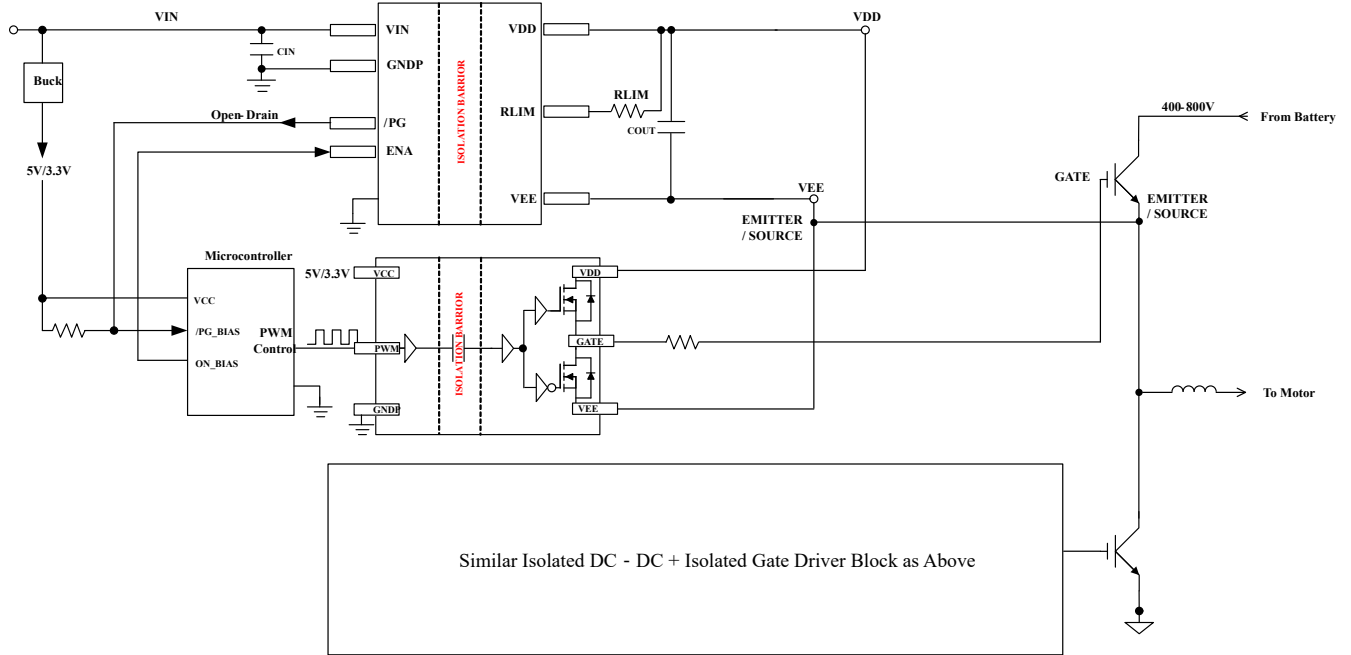 VIN
VDD
VIN
VDD
CIN
GNDP
Buck
RLIM
RLIM
400-800V
From Battery
Open- Drain
/PG
ISOLATION BARRIER
COUT
ENA
5V/3.3V
GATE
VEE
VEE
EMITTER
/ SOURCE
EMITTER
/ SOURCE
Microcontroller
5V/3.3V
VCC
VDD
VCC
ISOLATION BARRIER
/PG_BIAS
PWM
Control
PWM
GATE
ON_BIAS
To Motor
GNDP
VEE
Similar Isolated DC - DC + Isolated Gate Driver Block as Above